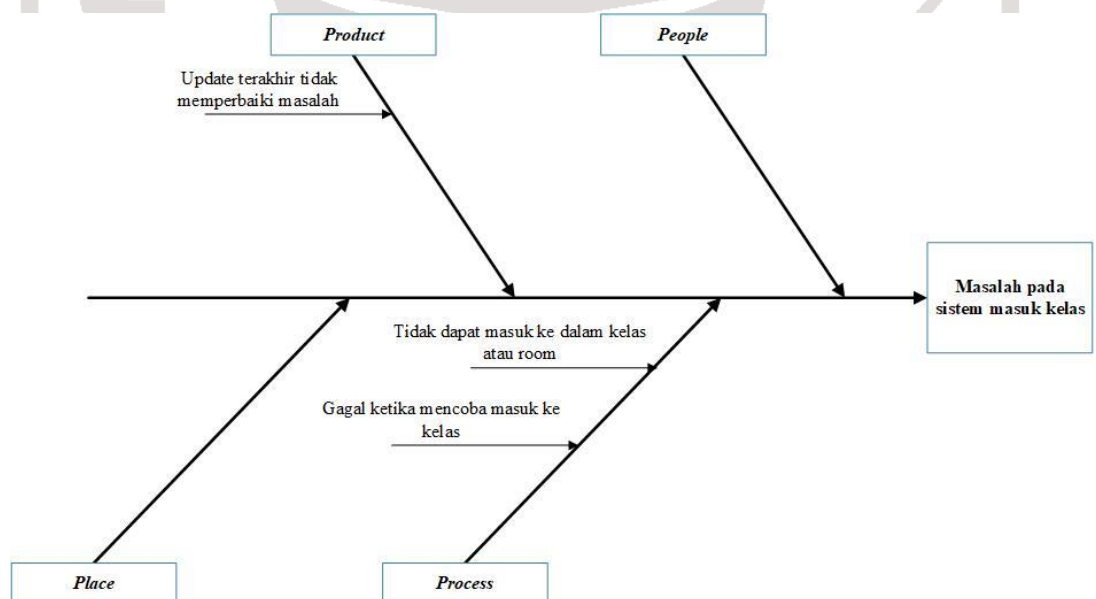 Product
People
Update terakhir tidak
memperbaiki masalah
Masalah pada
sistem masuk kelas
Tidak dapat masuk ke dalam kelas
atau room
Gagal ketika mencoba masuk ke
kelas
Place
Process